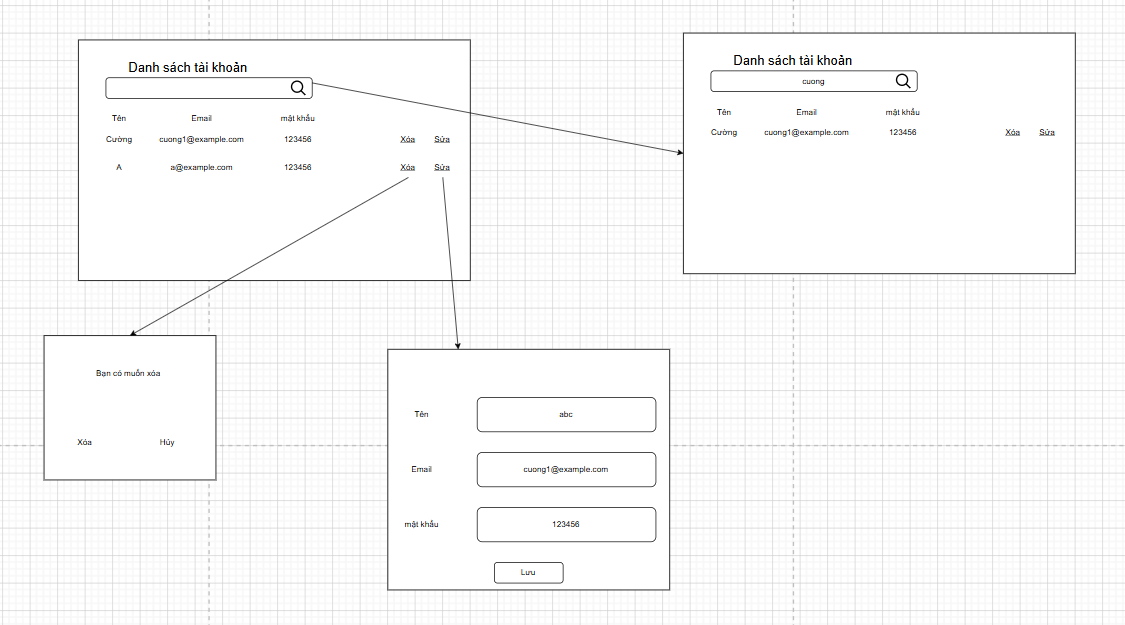 Danh sách tài khoản
Tên Email mật khẩu
Cường cuong1@example.com 123456 Xóa Sửa
A a@example.com 123456 Xóa Sửa
Danh sách tài khoản
cuong
Tên Email mật khẩu
Cường cuong1@example.com 123456 Xóa Sửa
Bạn có muốn xóa
Xóa Hủy
Tên abc
Email cuong1@example.com
mật khẩu 123456
Lưu